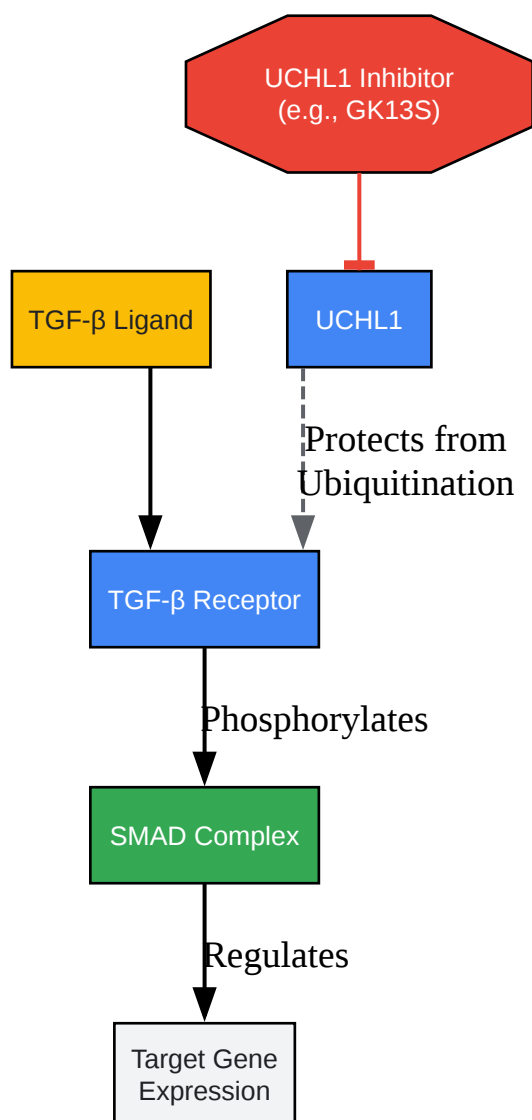 UCHL1 Inhibitor
(e.g., GK13S)
TGF-β Ligand
UCHL1
Protects from
Ubiquitination
TGF-β Receptor
Phosphorylates
SMAD Complex
Regulates
Target Gene
Expression